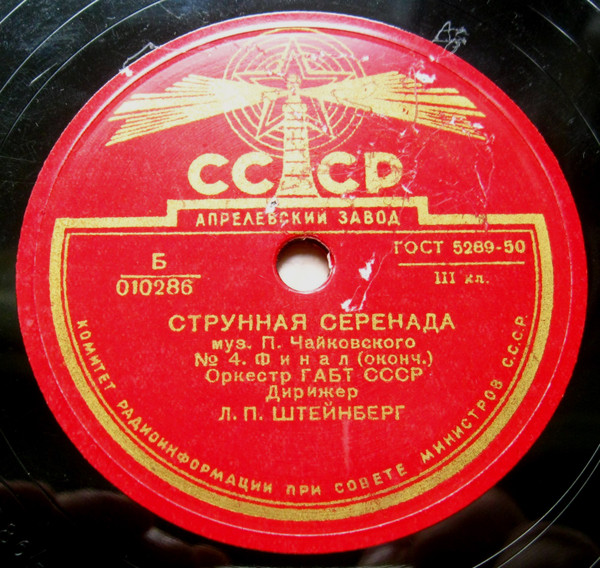 СССР
АПРЕЛЕВСКИЙ ЗАВОД
Б
010286
ГОСТ 5289-50
III кл.
СТРУННАЯ СЕРЕНАДА
муз. П. Чайковского
№ 4. Финал (оконч.)
Оркестр ГАБТ СССР
Дирижер
Л. П. ШТЕЙНБЕРГ
КОМИТЕТ РАДИОИНФОРМАЦИИ ПРИ СОВЕТЕ МИНИСТРОВ С.С.С.Р.